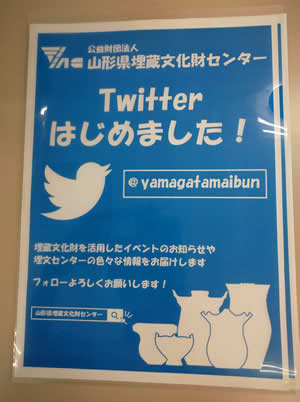 公益財団法人
山形県埋蔵文化財センター
Twitter
はじめました！
@yamagatamaibun
埋蔵文化財を活用したイベントのお知らせや
埋文センターの色々な情報をお届けします
フォローよろしくお願いします！
山形県埋蔵文化財センター